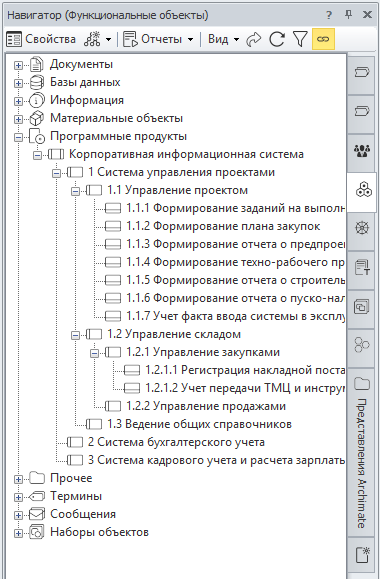 Навигатор (Функциональные объекты)
Свойства Отчеты Вид
Документы
Базы данных
Информация
Материальные объекты
Программные продукты
Корпоративная информационная система
1 Система управления проектами
1.1 Управление проектом
1.1.1 Формирование заданий на выполн
1.1.2 Формирование плана закупок
1.1.3 Формирование отчета о предпрое
1.1.4 Формирование техно-рабочего пр
1.1.5 Формирование отчета о строитель
1.1.6 Формирование отчета о пуско-нал
1.1.7 Учет факта ввода системы в эксплу
1.2 Управление складом
1.2.1 Управление закупками
1.2.1.1 Регистрация накладной поста
1.2.1.2 Учет передачи ТМЦ и инструм
1.2.2 Управление продажами
1.3 Ведение общих справочников
2 Система бухгалтерского учета
3 Система кадрового учета и расчета зарплаты
Прочее
Термины
Сообщения
Наборы объектов
Представления Archimate